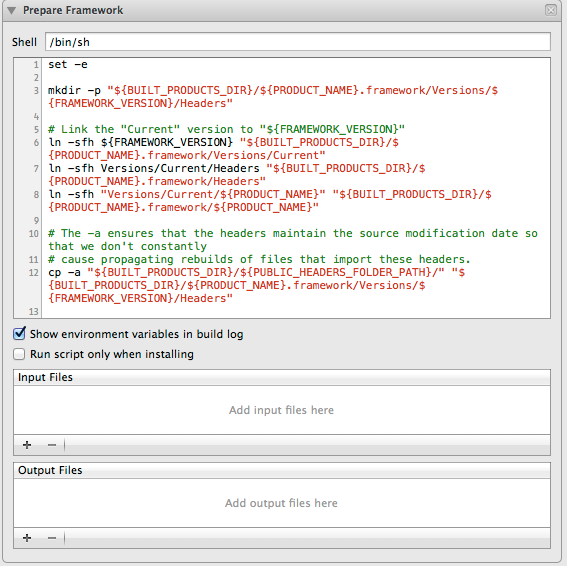 Prepare Framework
Shell /bin/sh
1 set -e
2
3 mkdir -p "${BUILT_PRODUCTS_DIR}/${PRODUCT_NAME}.framework/Versions/$
{FRAMEWORK_VERSION}/Headers"
4
5 # Link the "Current" version to "${FRAMEWORK_VERSION}"
6 ln -sfh ${FRAMEWORK_VERSION} "${BUILT_PRODUCTS_DIR}/$
{PRODUCT_NAME}.framework/Versions/Current"
7 ln -sfh Versions/Current/Headers "${BUILT_PRODUCTS_DIR}/$
{PRODUCT_NAME}.framework/Headers"
8 ln -sfh "Versions/Current/${PRODUCT_NAME}" "${BUILT_PRODUCTS_DIR}/$
{PRODUCT_NAME}.framework/${PRODUCT_NAME}"
9
10 # The -a ensures that the headers maintain the source modification date so
that we don't constantly
11 # cause propagating rebuilds of files that import these headers.
12 cp -a "${BUILT_PRODUCTS_DIR}/${PUBLIC_HEADERS_FOLDER_PATH}/" "$
{BUILT_PRODUCTS_DIR}/${PRODUCT_NAME}.framework/Versions/$
{FRAMEWORK_VERSION}/Headers"
13
Show environment variables in build log
Run script only when installing
Input Files
Add input files here
+ −
Output Files
Add output files here
+ −